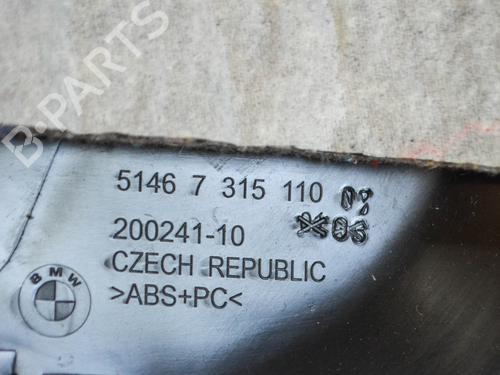 B-PARTS
5146 7 315 110
200241-10
CZECH REPUBLIC
>ABS+PC<
BMW